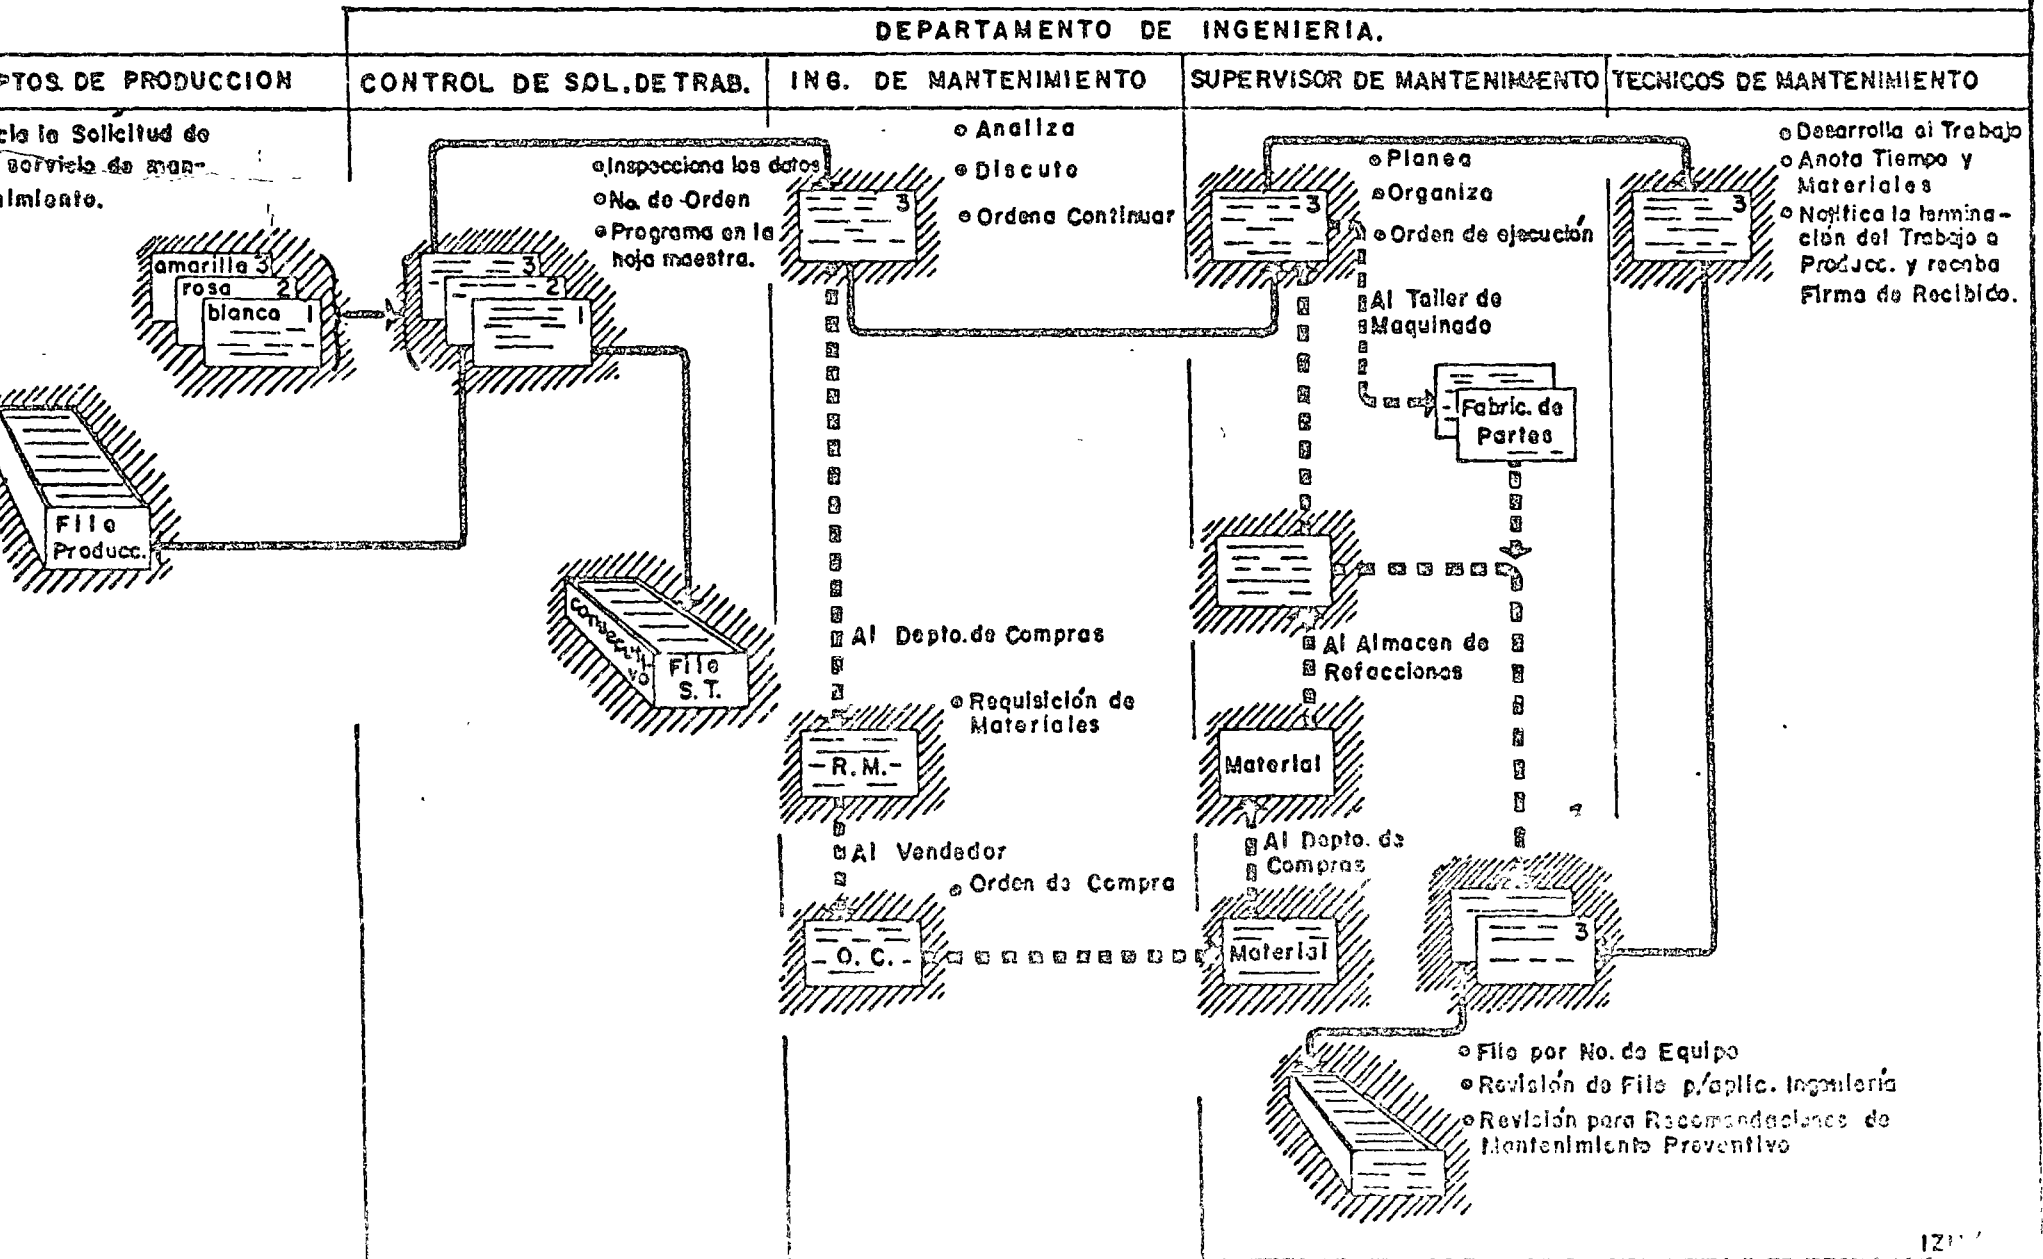 DEPARTAMENTO DE INGENIERIA.
PTOS. DE PRODUCCION
CONTROL DE SOL. DE TRAB.
ING. DE MANTENIMIENTO
SUPERVISOR DE MANTENIMIENTO
TECNICOS DE MANTENIMIENTO
cia la Solicitud de
servicio de man-
nimiento.
amarilla 3
rosa 2
blanca 1
File
Producc.
Inspecciona los datos
No. de Orden
Programa en la
hoja maestra.
3
2
1
consecuti
vo
File
S. T.
Analiza
Discute
Ordena Continuar
3
Al Depto. de Compras
Requisición de
Materiales
R. M.
Al Vendedor
Orden de Compra
O. C.
Planea
Organiza
Orden de ejecución
3
Al Taller de
Maquinado
Fabric. de
Partes
Al Almacen de
Refacciones
Material
Al Depto. de
Compras
Material
3
File por No. de Equipo
Revisión de File p/aplic. Ingeniería
Revisión para Recomendaciones de
Mantenimiento Preventivo
Desarrolla el Trabajo
Anota Tiempo y
Materiales
Notifica la termina-
ción del Trabajo a
Producc. y recaba
Firma de Recibido.
3